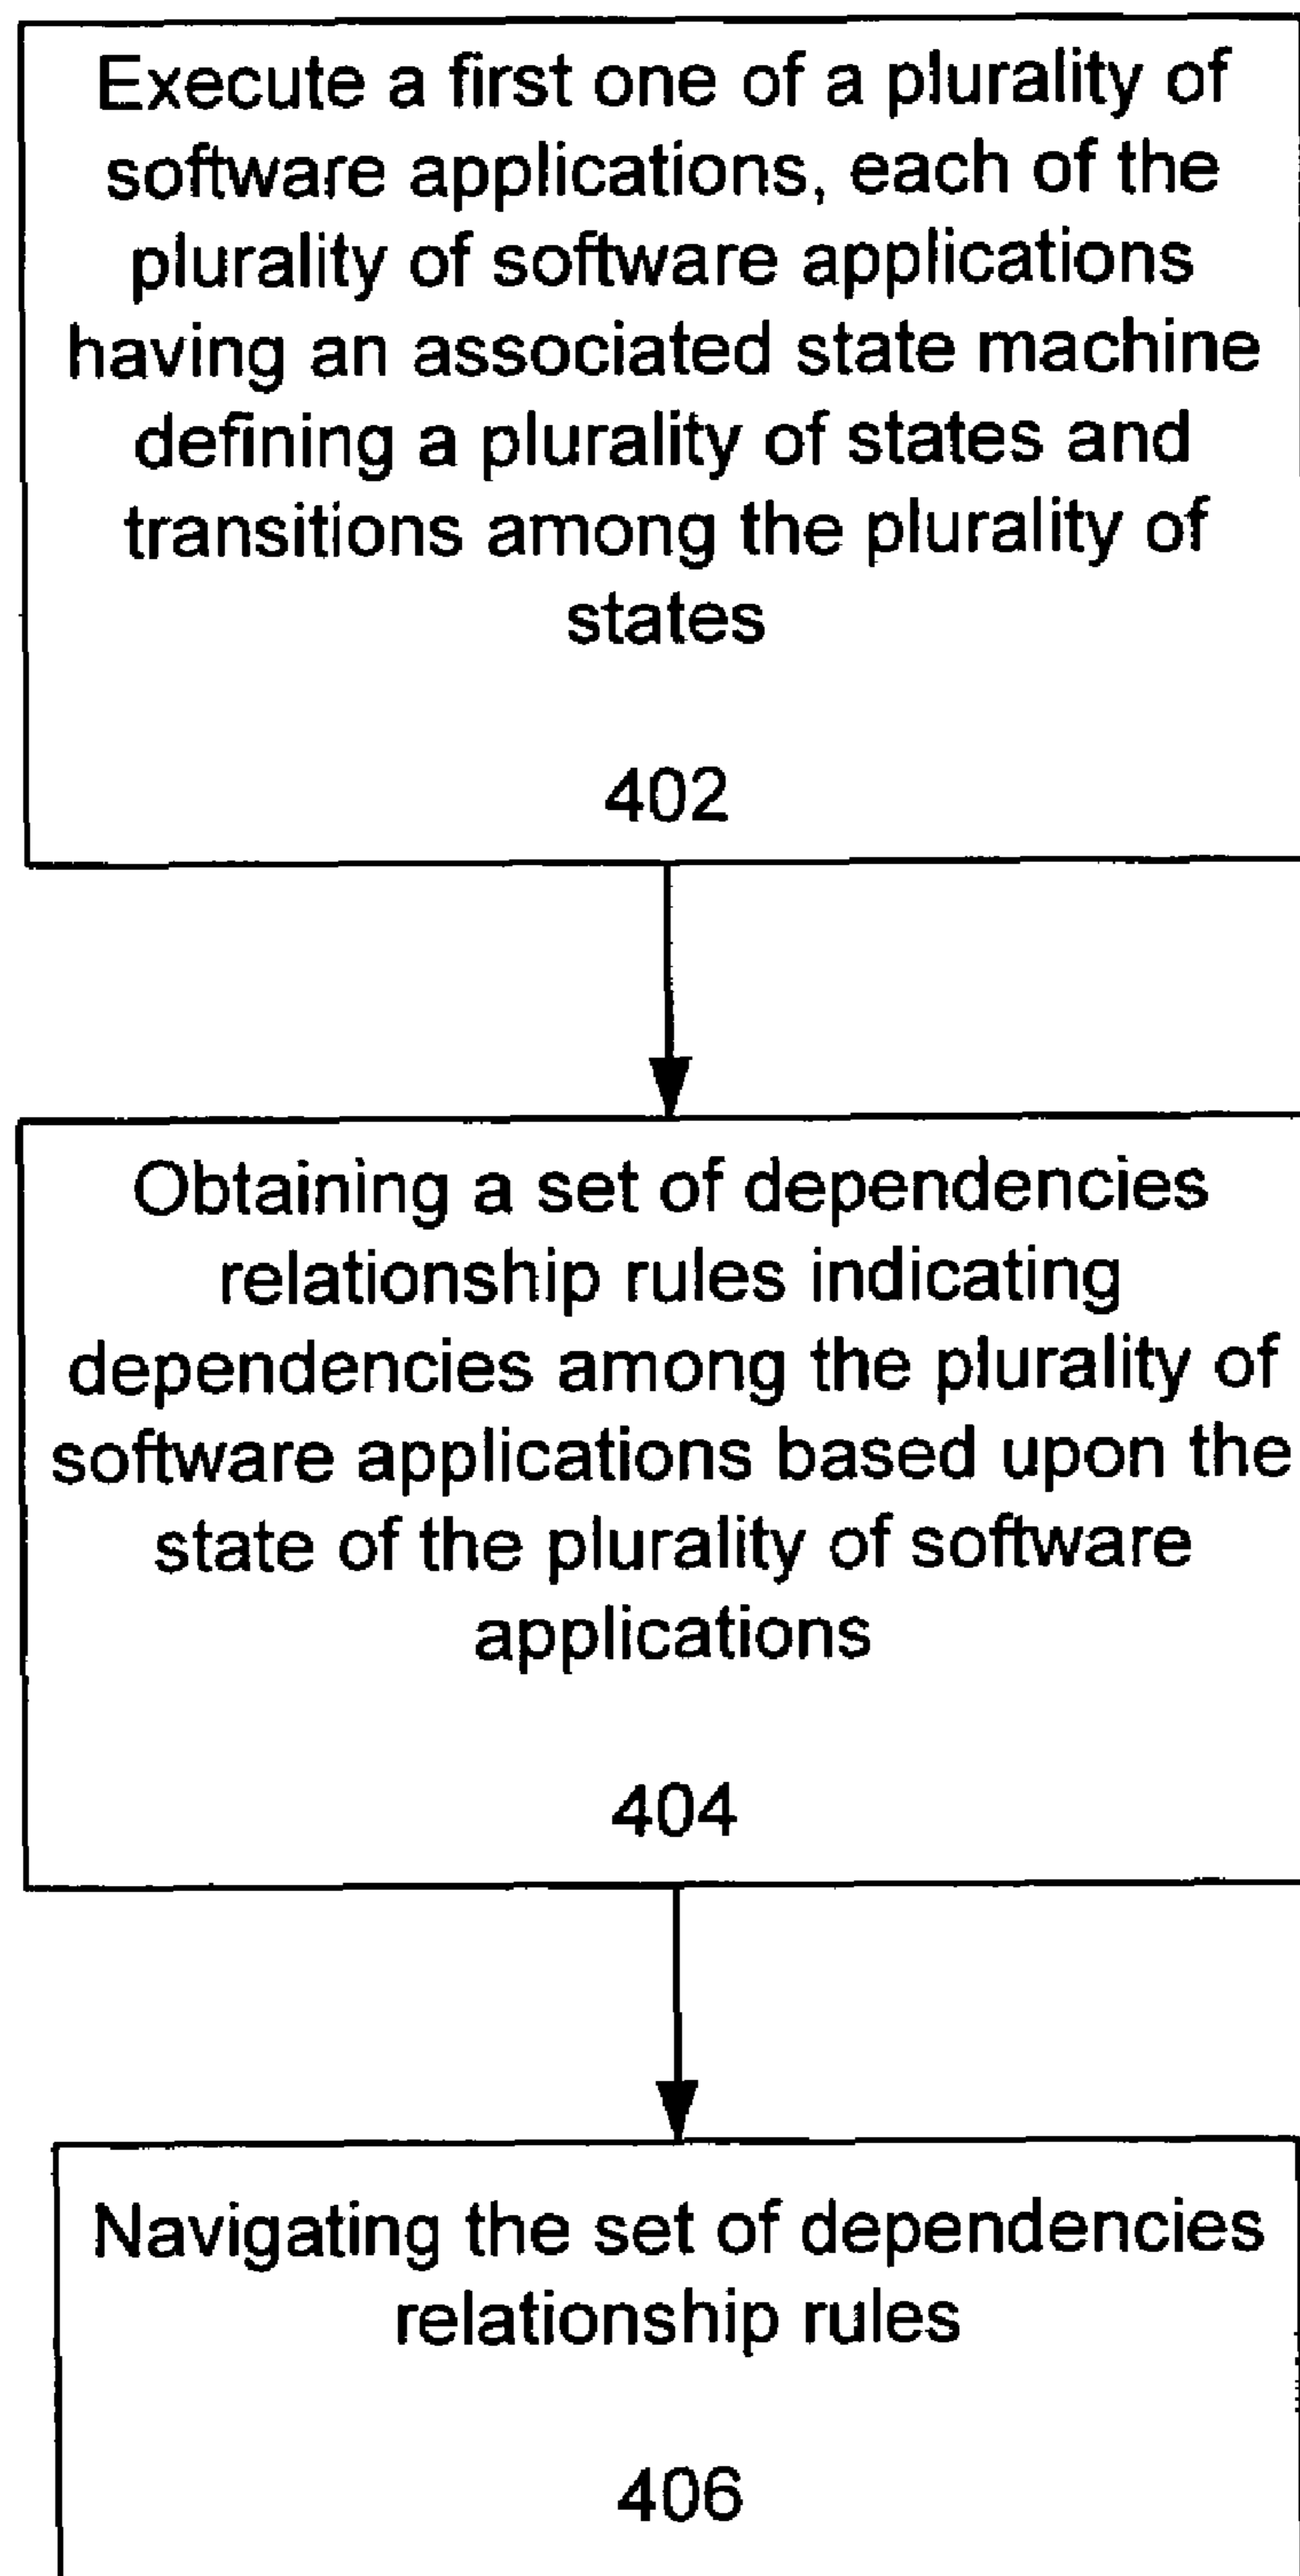 Execute a first one of a plurality of
software applications, each of the
plurality of software applications
having an associated state machine
defining a plurality of states and
transitions among the plurality of
states
402
Obtaining a set of dependencies
relationship rules indicating
dependencies among the plurality of
software applications based upon the
state of the plurality of software
applications
404
Navigating the set of dependencies
relationship rules
406